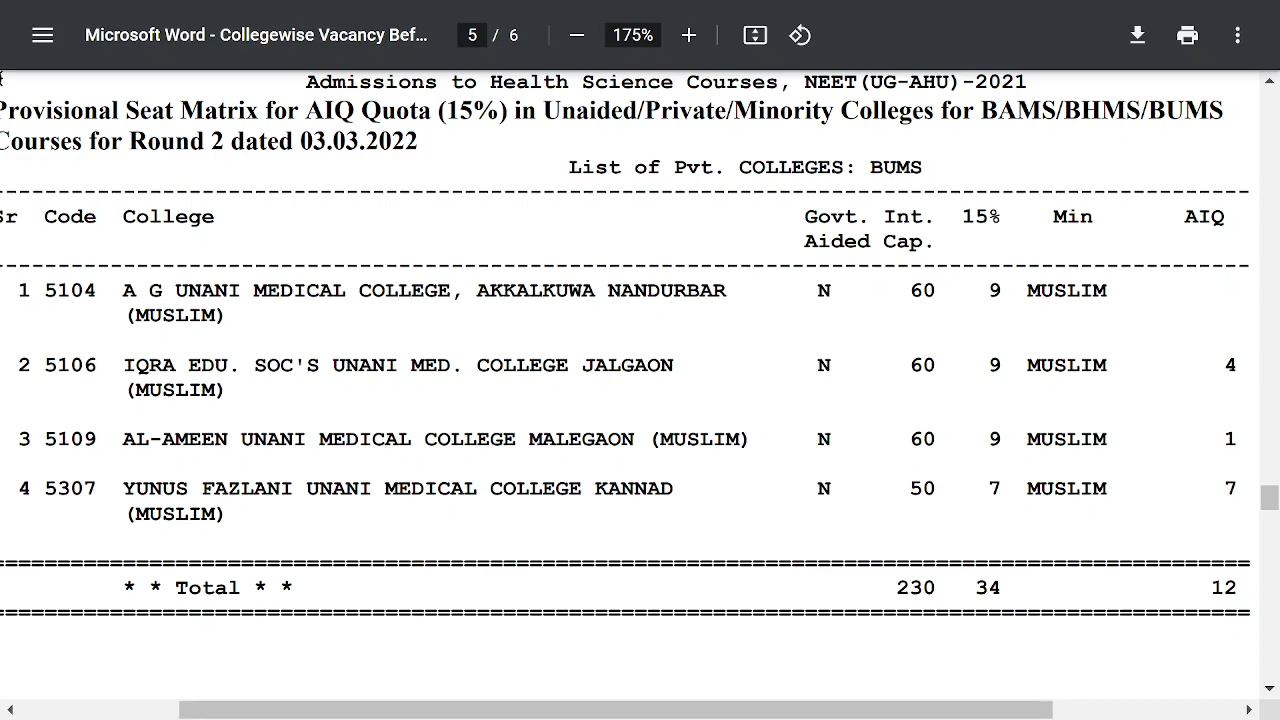 Microsoft Word - Collegewise Vacancy Bef... 5 / 6 175%
Admissions to Health Science Courses, NEET(UG-AHU)-2021
Provisional Seat Matrix for AIQ Quota (15%) in Unaided/Private/Minority Colleges for BAMS/BHMS/BUMS
Courses for Round 2 dated 03.03.2022
List of Pvt. COLLEGES: BUMS
Sr Code College Govt. Int. 15% Min AIQ
Aided Cap.
1 5104 A G UNANI MEDICAL COLLEGE, AKKALKUWA NANDURBAR N 60 9 MUSLIM
(MUSLIM)
2 5106 IQRA EDU. SOC'S UNANI MED. COLLEGE JALGAON N 60 9 MUSLIM 4
(MUSLIM)
3 5109 AL-AMEEN UNANI MEDICAL COLLEGE MALEGAON (MUSLIM) N 60 9 MUSLIM 1
4 5307 YUNUS FAZLANI UNANI MEDICAL COLLEGE KANNAD N 50 7 MUSLIM 7
(MUSLIM)
* * Total * * 230 34 12